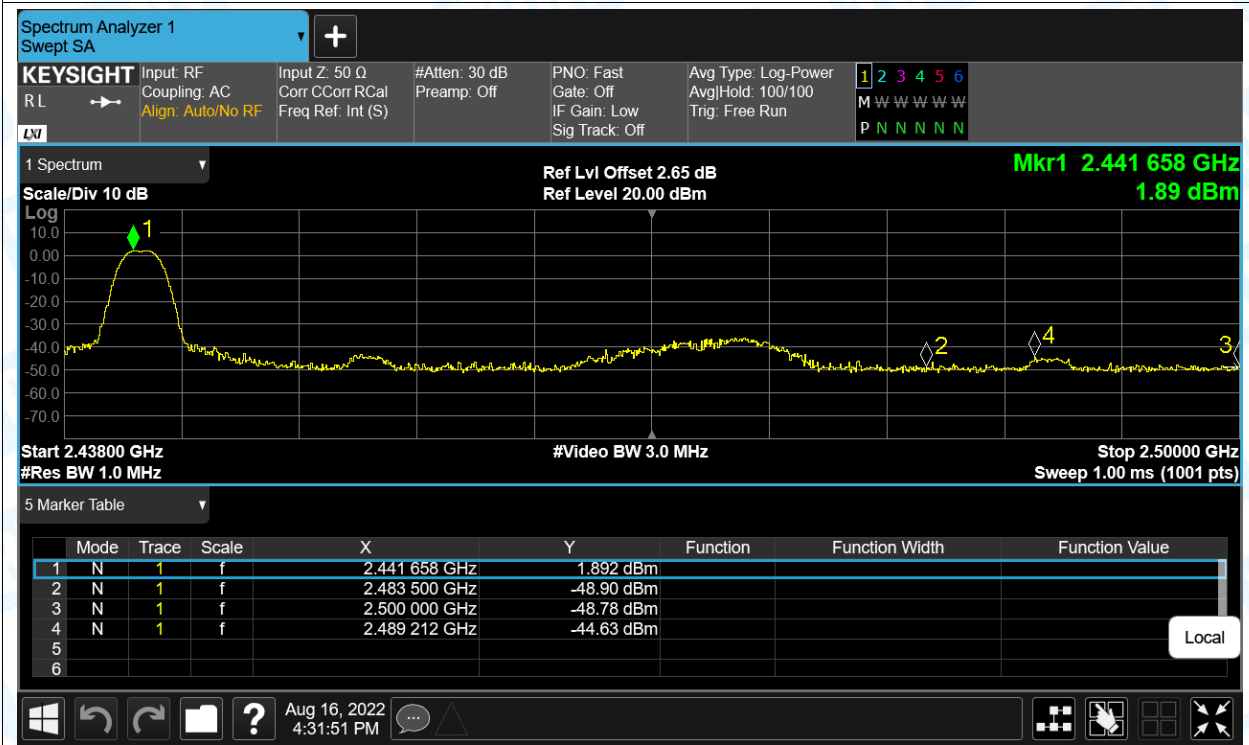 Spectrum Analyzer 1
Swept SA
KEYSIGHT
R L
LXI
Input: RF
Coupling: AC
Align: Auto/No RF
Input Z: 50 Ω
Corr CCorr RCal
Freq Ref: Int (S)
#Atten: 30 dB
Preamp: Off
PNO: Fast
Gate: Off
IF Gain: Low
Sig Track: Off
Avg Type: Log-Power
Avg|Hold: 100/100
Trig: Free Run
1 2 3 4 5 6
M W W W W W
P N N N N N
1 Spectrum
Scale/Div 10 dB
Ref Lvl Offset 2.65 dB
Ref Level 20.00 dBm
Mkr1 2.441 658 GHz
1.89 dBm
Log
10.0
0.00
-10.0
-20.0
-30.0
-40.0
-50.0
-60.0
-70.0
1
2
4
3
Start 2.43800 GHz
#Res BW 1.0 MHz
#Video BW 3.0 MHz
Stop 2.50000 GHz
Sweep 1.00 ms (1001 pts)
5 Marker Table
Mode Trace Scale X Y Function Function Width Function Value
1 N 1 f 2.441 658 GHz 1.892 dBm
2 N 1 f 2.483 500 GHz -48.90 dBm
3 N 1 f 2.500 000 GHz -48.78 dBm
4 N 1 f 2.489 212 GHz -44.63 dBm
5
6
Local
?
Aug 16, 2022
4:31:51 PM